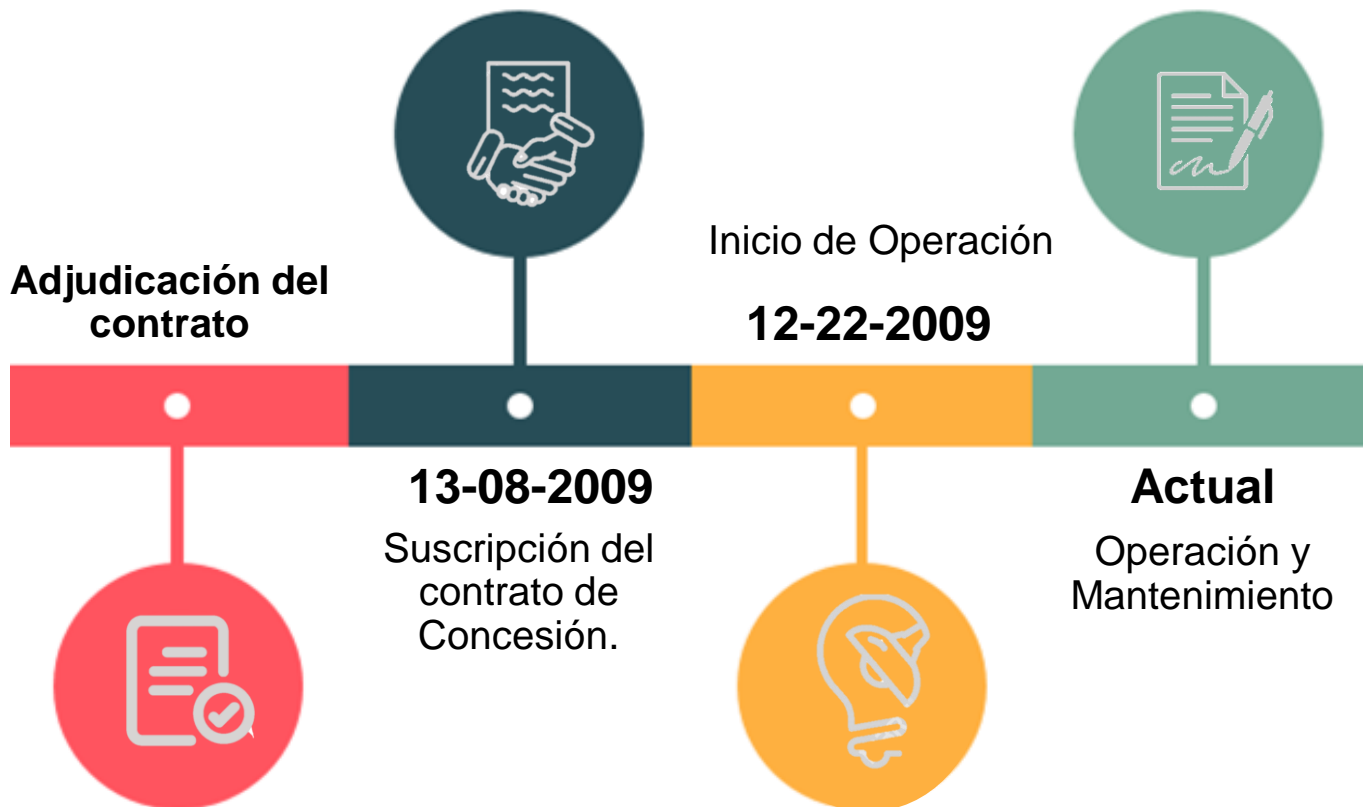 Adjudicación del
contrato
13-08-2009
Suscripción del
contrato de
Concesión.
Inicio de Operación
12-22-2009
Actual
Operación y
Mantenimiento